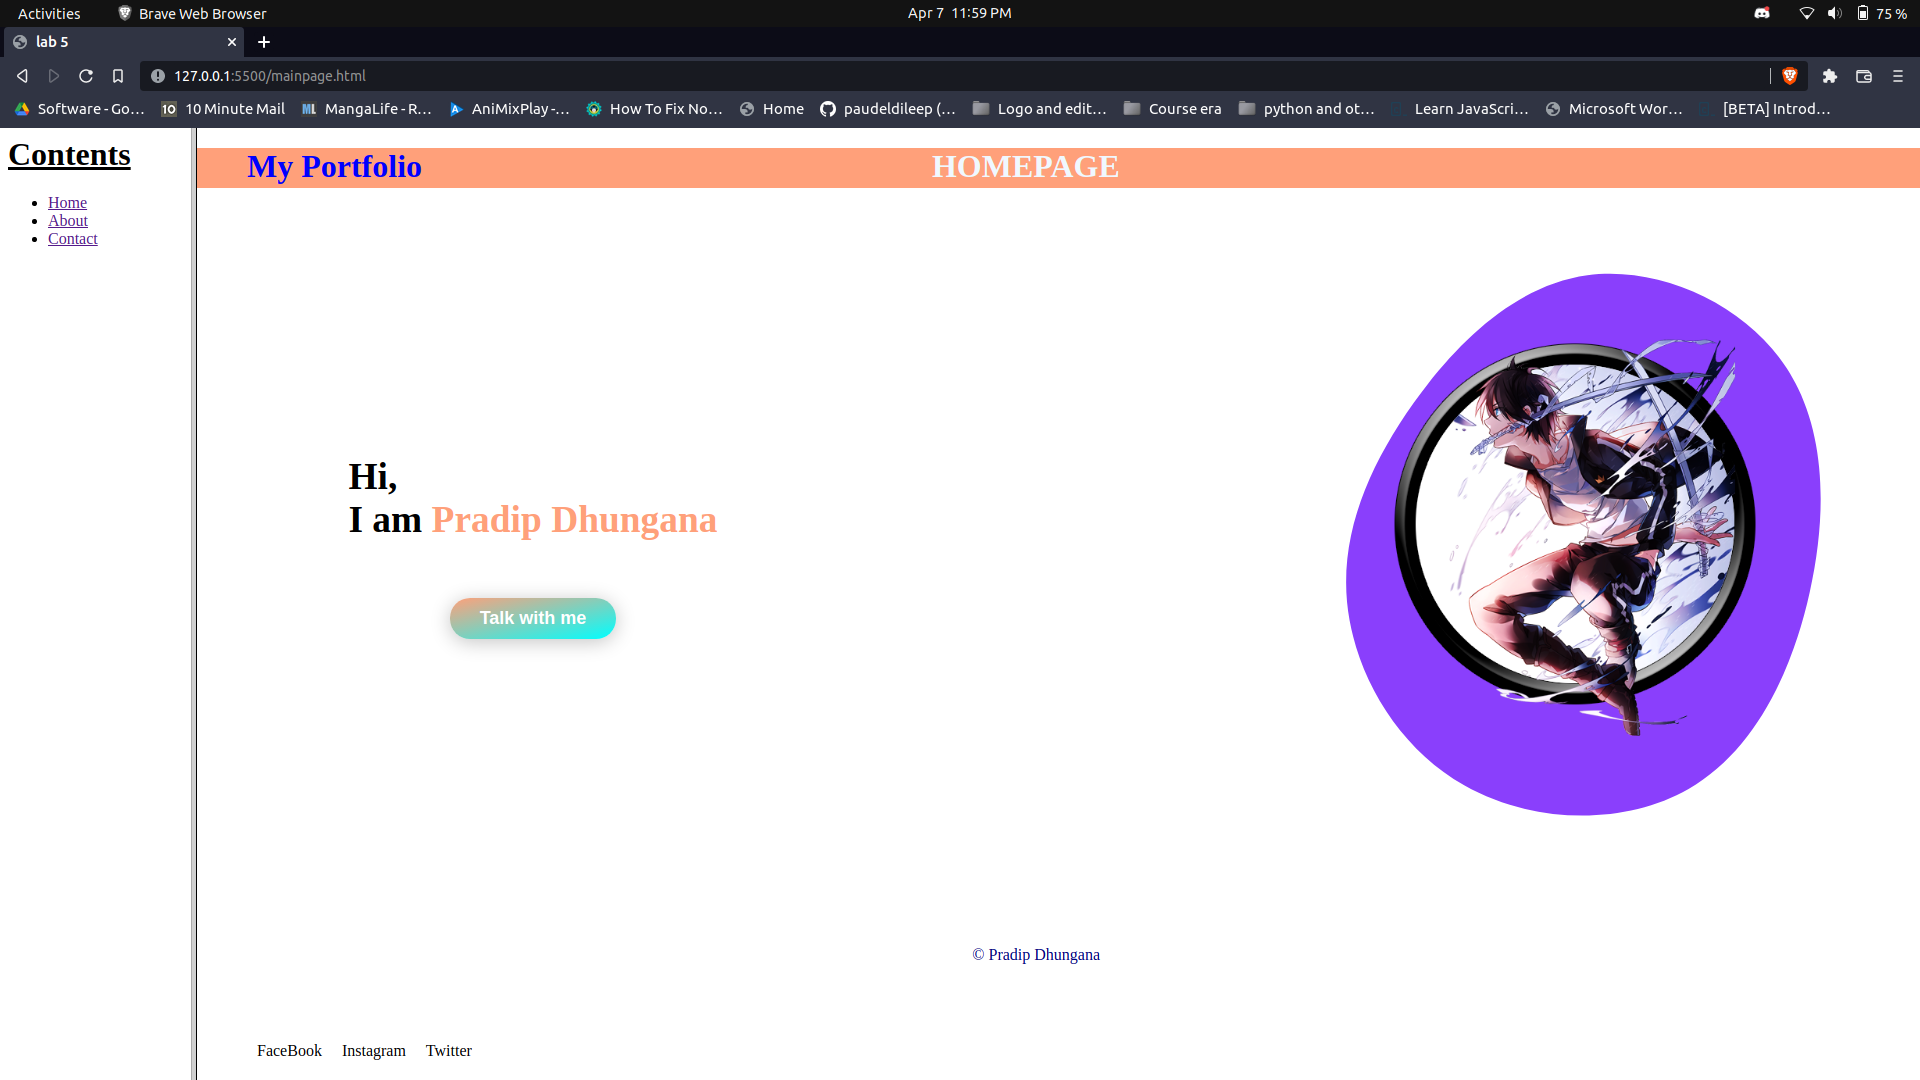 Activities Brave Web Browser Apr 7 11:59 PM 75 %
lab 5
127.0.0.1:5500/mainpage.html
Software - Go… 10 10 Minute Mail ML MangaLife - R… AniMixPlay -… How To Fix No… Home paudeldileep (… Logo and edit… Course era python and ot… Learn JavaScri… Microsoft Wor… [BETA] Introd…
Contents
Home
About
Contact
My Portfolio HOMEPAGE
Hi,
I am Pradip Dhungana
Talk with me
© Pradip Dhungana
FaceBook Instagram Twitter